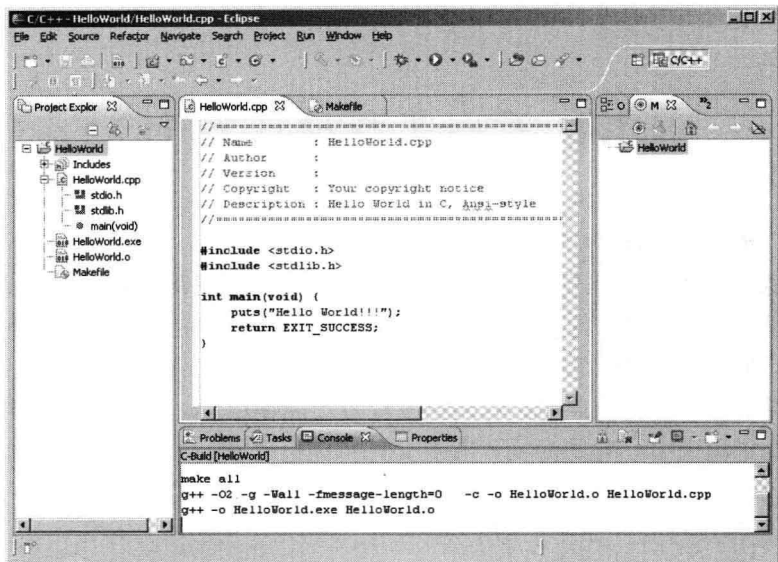 C/C++ - HelloWorld/HelloWorld.cpp - Eclipse
File Edit Source Refactor Navigate Search Project Run Window Help
C/C++
Project Explor
HelloWorld
Includes
HelloWorld.cpp
stdio.h
stdlib.h
main(void)
HelloWorld.exe
HelloWorld.o
Makefile
HelloWorld.cpp Makefile
// Name : HelloWorld.cpp
// Author :
// Version :
// Copyright : Your copyright notice
// Description : Hello World in C, Ansi-style
#include <stdio.h>
#include <stdlib.h>
int main(void) {
puts("Hello World!!!");
return EXIT_SUCCESS;
}
O M »2
HelloWorld
Problems Tasks Console Properties
C-Build [HelloWorld]
make all
g++ -O2 -g -Wall -fmessage-length=0 -c -o HelloWorld.o HelloWorld.cpp
g++ -o HelloWorld.exe HelloWorld.o